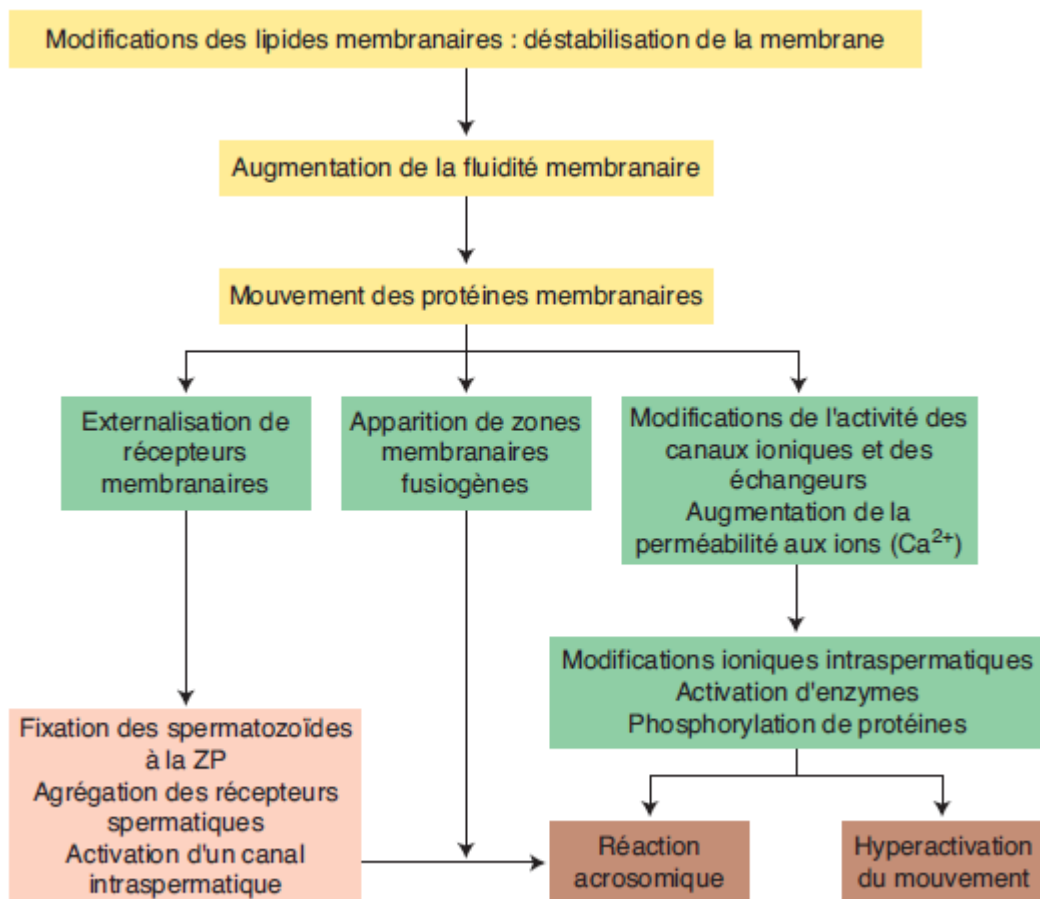 Modifications des lipides membranaires : déstabilisation de la membrane
Augmentation de la fluidité membranaire
Mouvement des protéines membranaires
Externalisation de
récepteurs
membranaires
Apparition de zones
membranaires
fusiogènes
Modifications de l'activité des
canaux ioniques et des
échangeurs
Augmentation de la
perméabilité aux ions (Ca²⁺)
Modifications ioniques intraspermatiques
Activation d'enzymes
Phosphorylation de protéines
Fixation des spermatozoïdes
à la ZP
Agrégation des récepteurs
spermatiques
Activation d'un canal
intraspermatique
Réaction
acrosomique
Hyperactivation
du mouvement